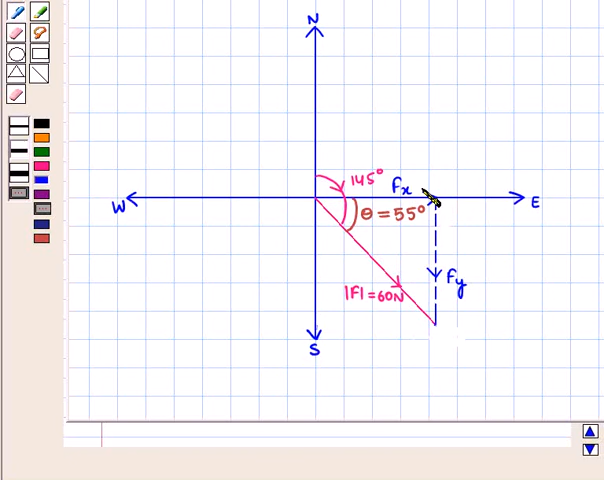 N
145°
Fx
W
E
θ = 55°
Fy
|F| = 60N
S